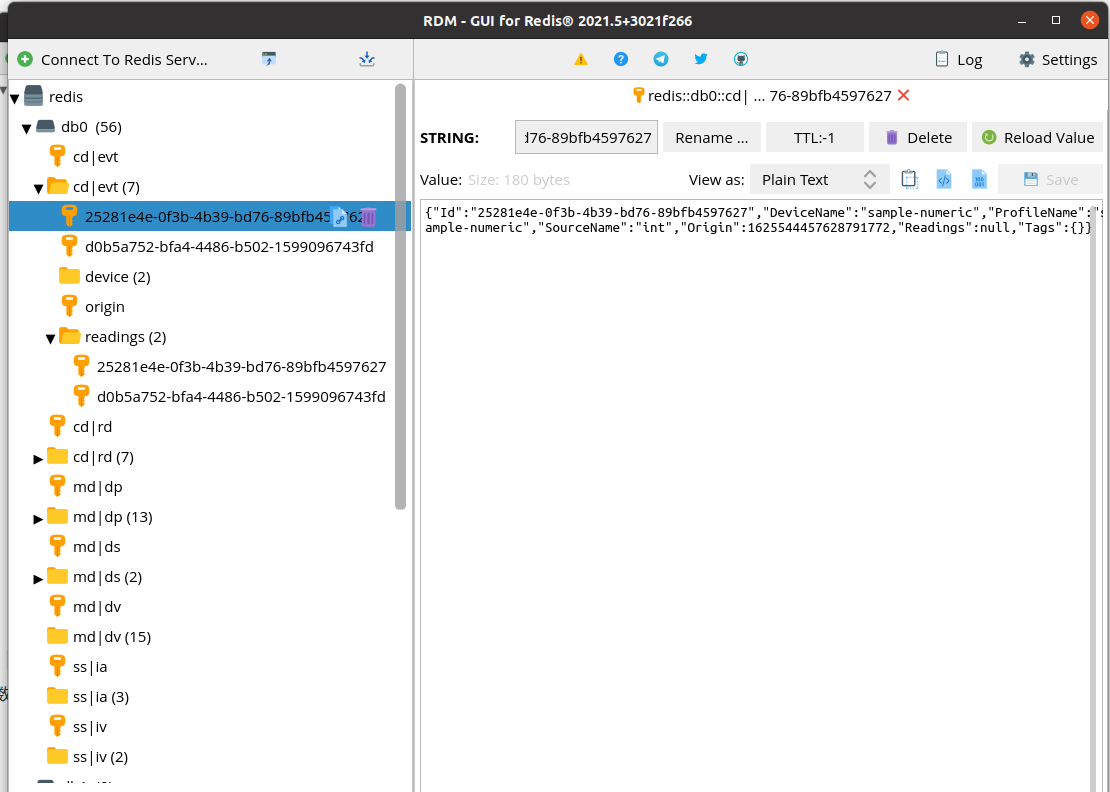 RDM - GUI for Redis® 2021.5+3021f266
Connect To Redis Serv...
Log
Settings
redis
db0 (56)
cd|evt
cd|evt (7)
25281e4e-0f3b-4b39-bd76-89bfb45
d0b5a752-bfa4-4486-b502-1599096743fd
device (2)
origin
readings (2)
25281e4e-0f3b-4b39-bd76-89bfb4597627
d0b5a752-bfa4-4486-b502-1599096743fd
cd|rd
cd|rd (7)
md|dp
md|dp (13)
md|ds
md|ds (2)
md|dv
md|dv (15)
ss|ia
ss|ia (3)
ss|iv
ss|iv (2)
redis::db0::cd| ... 76-89bfb4597627
STRING:
d76-89bfb4597627
Rename ...
TTL:-1
Delete
Reload Value
Value: Size: 180 bytes
View as:
Plain Text
Save
{"Id":"25281e4e-0f3b-4b39-bd76-89bfb4597627","DeviceName":"sample-numeric","ProfileName":"s
ample-numeric","SourceName":"int","Origin":1625544457628791772,"Readings":null,"Tags":{}}